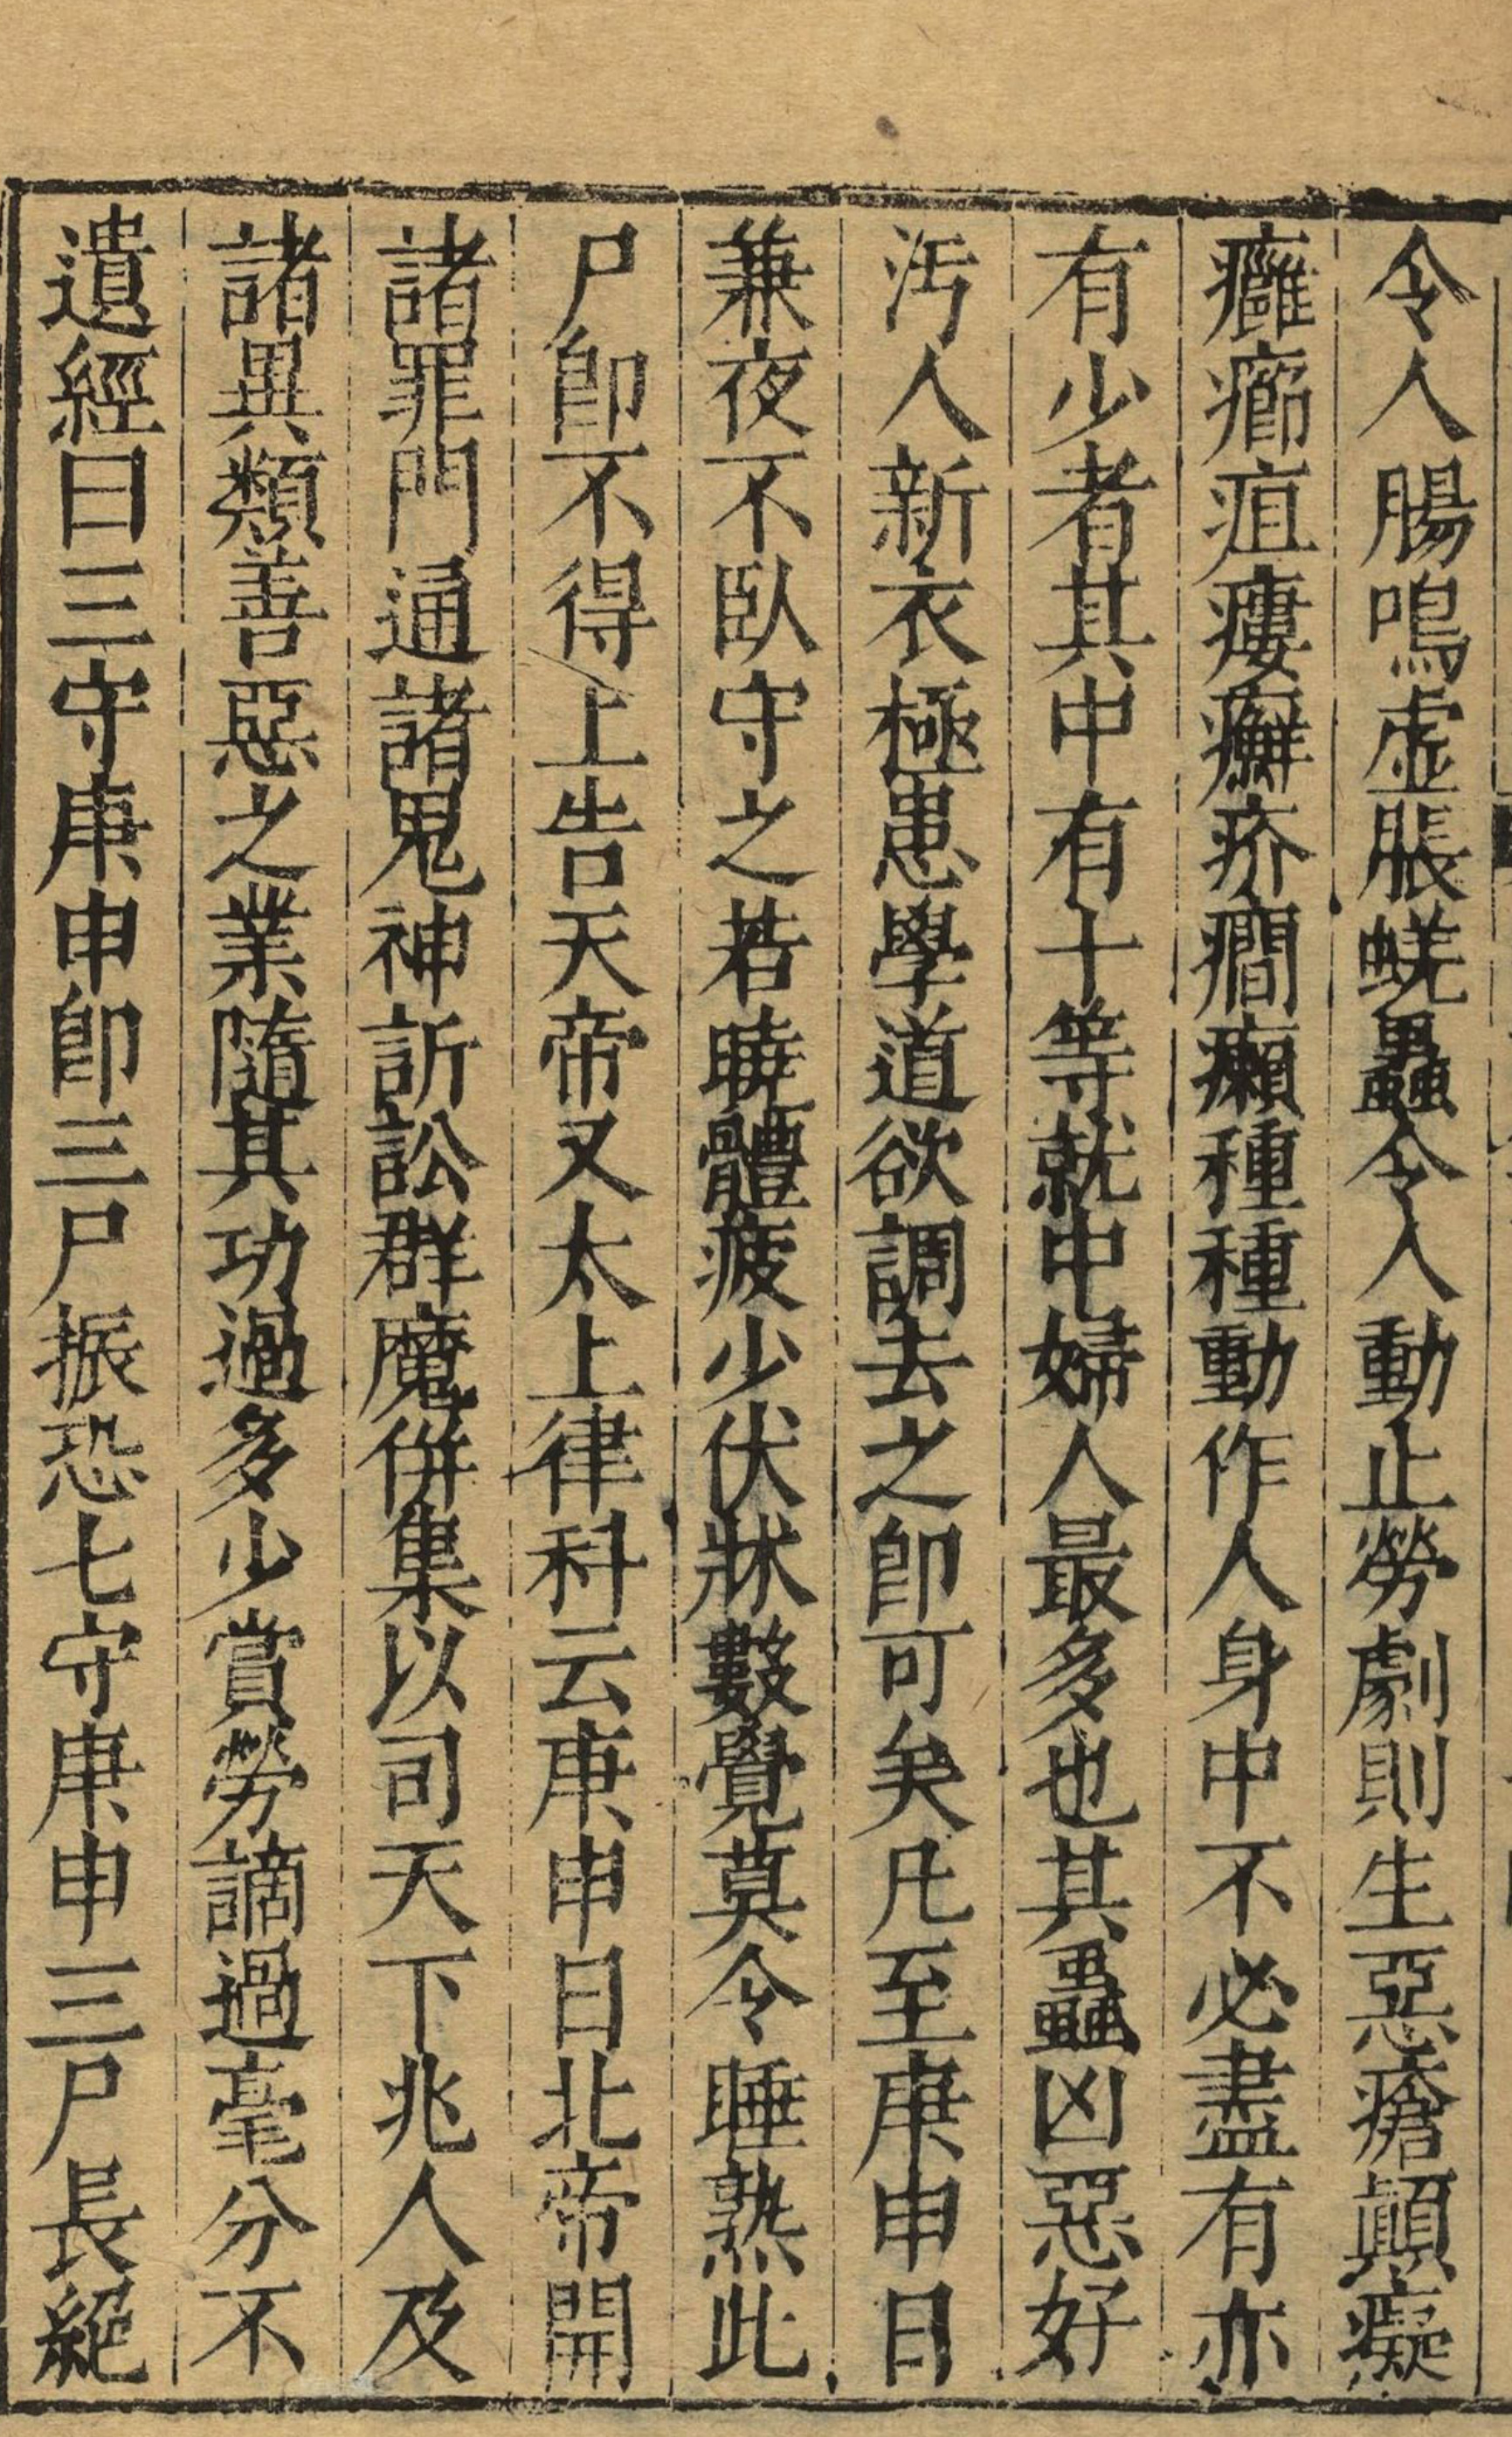 令人腸鳴虛脹蜣蟲令人動止勞劇則生惡瘡顛癡
癰癤疽瘻癬疥癎癩種種動作人身中不必盡有亦
有少者其中有十等就中婦人最多也其蟲凶惡好
汚人新衣極患學道欲調去之卽可矣凡至庚申日
兼夜不臥守之若曉體疲少伏牀數覺莫令睡熟此
尸卽不得上告天帝又太上律科云庚申日北帝開
諸罪門通諸鬼神訢訟群魔併集以司天下兆人及
諸異類善惡之業隨其功過多少賞勞謫過毫分不
遺經曰三守庚申卽三尸振恐七守庚申三尸長絕